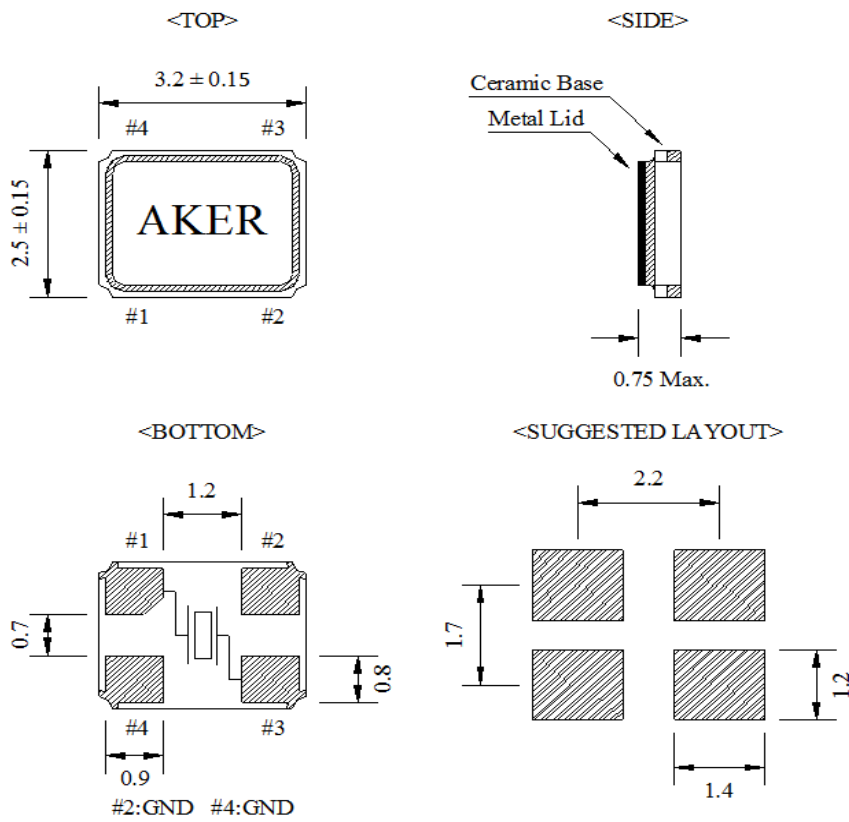 <TOP>
<SIDE>
3.2 ± 0.15
#4 #3
2.5 ± 0.15
AKER
#1 #2
Ceramic Base
Metal Lid
0.75 Max.
<BOTTOM>
<SUGGESTED LAYOUT>
1.2
#1 #2
0.7
0.8
#4 #3
0.9
#2:GND #4:GND
2.2
1.7
1.2
1.4